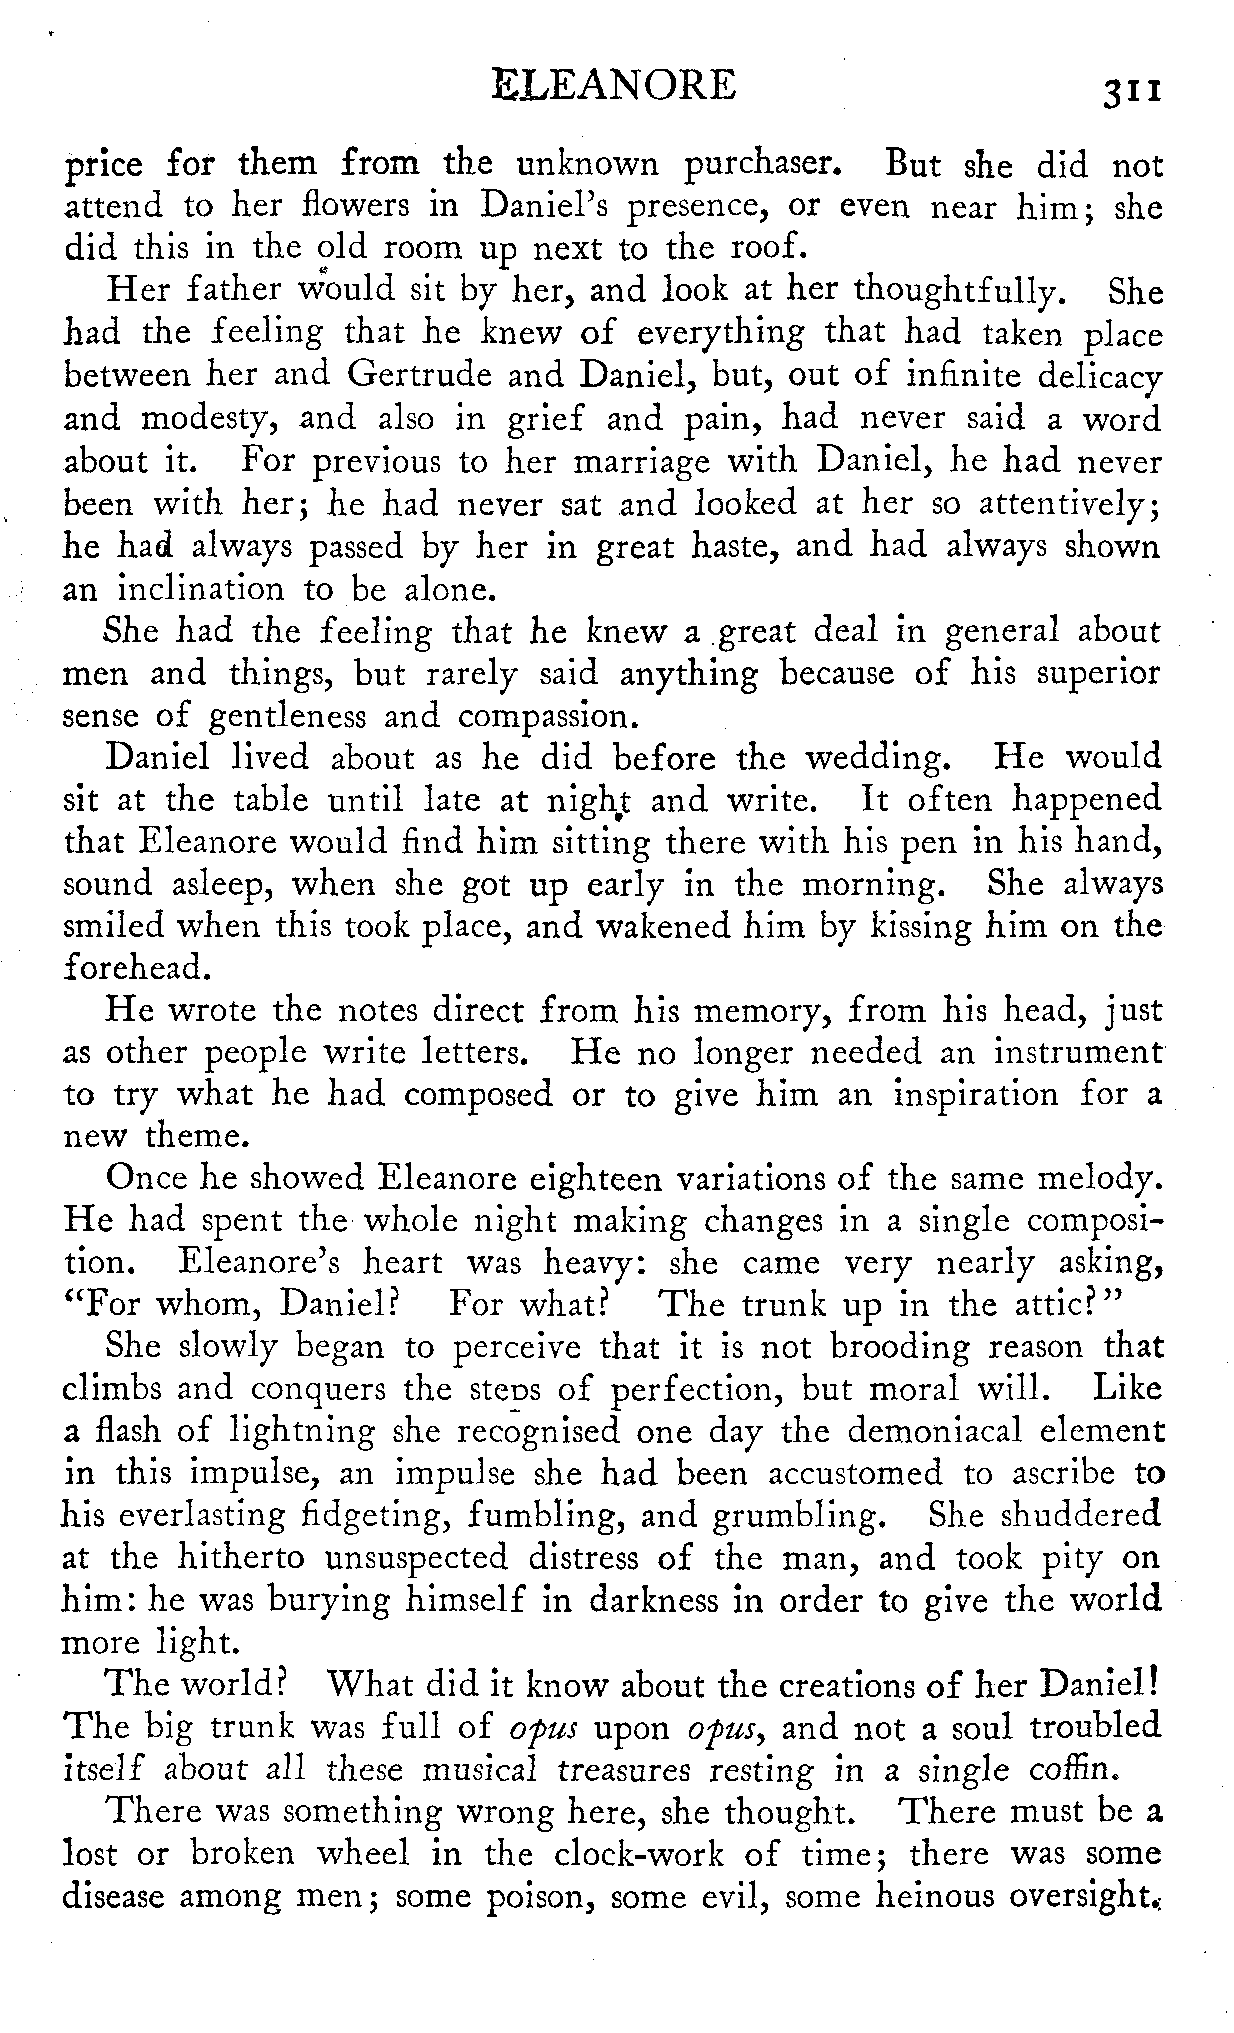 ELEANORE 311
price for them from the unknown purchaser. But she did not
attend to her flowers in Daniel's presence, or even near him; she
did this in the old room up next to the roof.
Her father would sit by her, and look at her thoughtfully. She
had the feeling that he knew of everything that had taken place
between her and Gertrude and Daniel, but, out of infinite delicacy
and modesty, and also in grief and pain, had never said a word
about it. For previous to her marriage with Daniel, he had never
been with her; he had never sat and looked at her so attentively;
he had always passed by her in great haste, and had always shown
an inclination to be alone.
She had the feeling that he knew a great deal in general about
men and things, but rarely said anything because of his superior
sense of gentleness and compassion.
Daniel lived about as he did before the wedding. He would
sit at the table until late at night and write. It often happened
that Eleanore would find him sitting there with his pen in his hand,
sound asleep, when she got up early in the morning. She always
smiled when this took place, and wakened him by kissing him on the
forehead.
He wrote the notes direct from his memory, from his head, just
as other people write letters. He no longer needed an instrument
to try what he had composed or to give him an inspiration for a
new theme.
Once he showed Eleanore eighteen variations of the same melody.
He had spent the whole night making changes in a single composi-
tion. Eleanore's heart was heavy: she came very nearly asking,
"For whom, Daniel? For what? The trunk up in the attic?"
She slowly began to perceive that it is not brooding reason that
climbs and conquers the steps of perfection, but moral will. Like
a flash of lightning she recognised one day the demoniacal element
in this impulse, an impulse she had been accustomed to ascribe to
his everlasting fidgeting, fumbling, and grumbling. She shuddered
at the hitherto unsuspected distress of the man, and took pity on
him: he was burying himself in darkness in order to give the world
more light.
The world? What did it know about the creations of her Daniel!
The big trunk was full of opus upon opus, and not a soul troubled
itself about all these musical treasures resting in a single coffin.
There was something wrong here, she thought. There must be a
lost or broken wheel in the clock-work of time; there was some
disease among men; some poison, some evil, some heinous oversight.